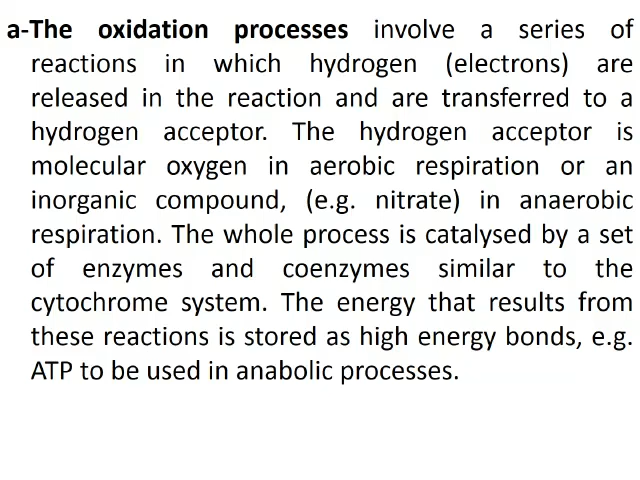 a-The oxidation processes involve a series of
reactions in which hydrogen (electrons) are
released in the reaction and are transferred to a
hydrogen acceptor. The hydrogen acceptor is
molecular oxygen in aerobic respiration or an
inorganic compound, (e.g. nitrate) in anaerobic
respiration. The whole process is catalysed by a set
of enzymes and coenzymes similar to the
cytochrome system. The energy that results from
these reactions is stored as high energy bonds, e.g.
ATP to be used in anabolic processes.